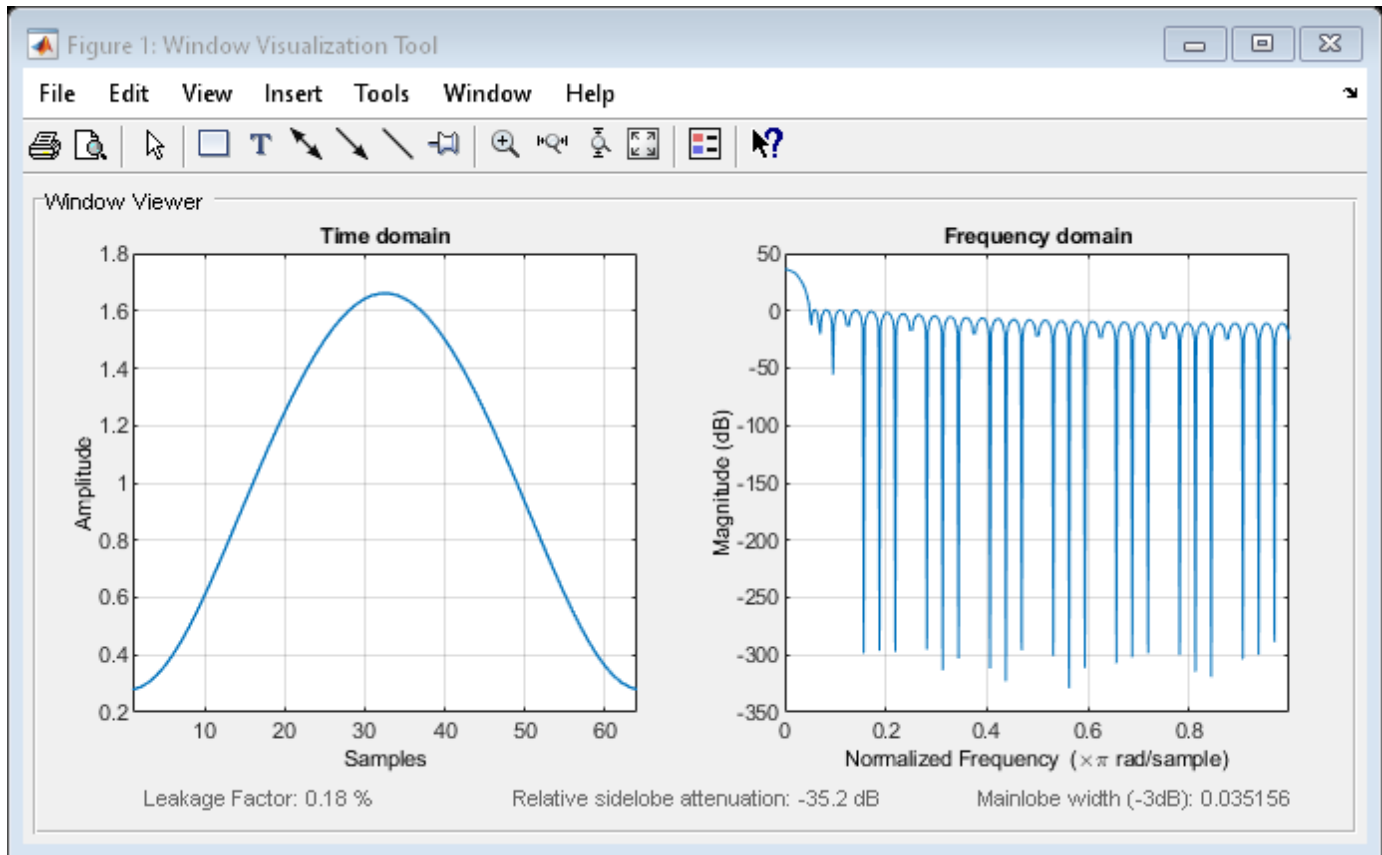 Figure 1: Window Visualization Tool
File Edit View Insert Tools Window Help
T
?
Window Viewer
Time domain
1.8
1.6
1.4
1.2
1
0.8
0.6
0.4
0.2
Amplitude
10 20 30 40 50 60
Samples
Frequency domain
50
0
-50
-100
-150
-200
-250
-300
-350
Magnitude (dB)
0 0.2 0.4 0.6 0.8
Normalized Frequency (×π rad/sample)
Leakage Factor: 0.18 %
Relative sidelobe attenuation: -35.2 dB
Mainlobe width (-3dB): 0.035156